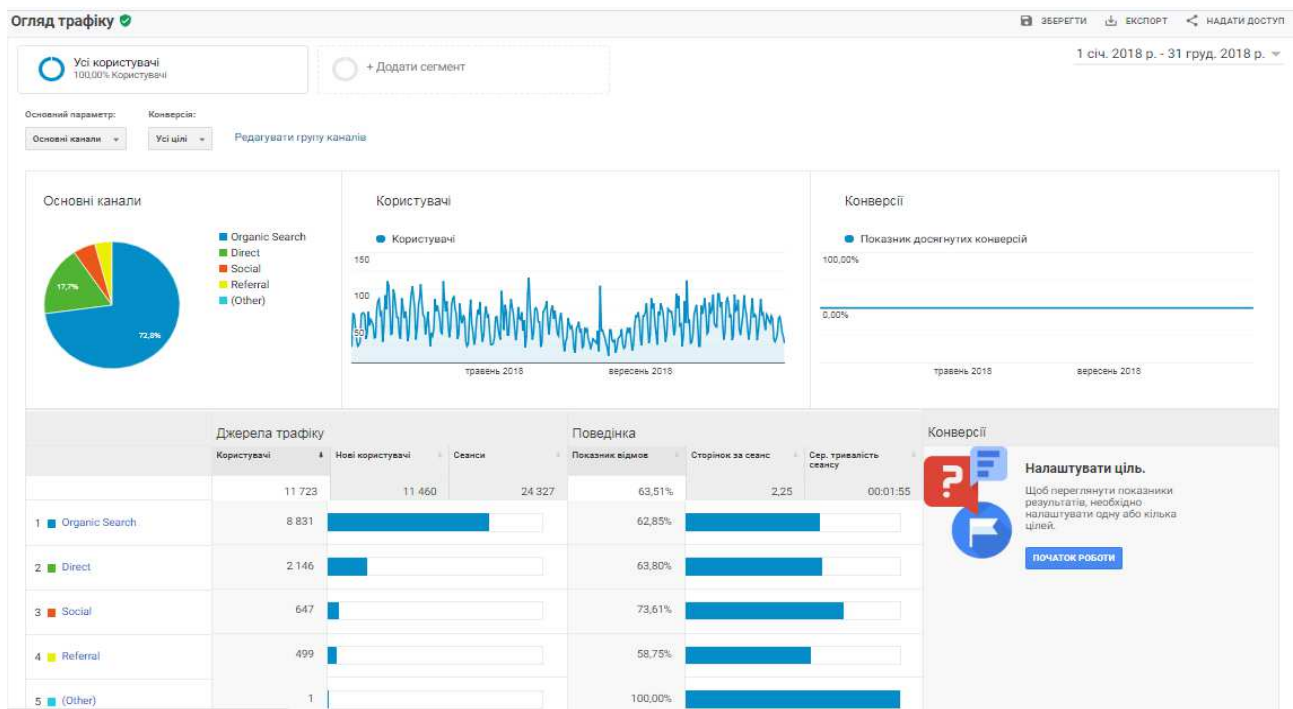 Огляд трафіку
ЗБЕРЕГТИ ЕКСПОРТ НАДАТИ ДОСТУП
Усі користувачі
100,00% Користувачі
+ Додати сегмент
1 січ. 2018 р. - 31 груд. 2018 р.
Основний параметр: Конверсія:
Основні канали Усі цілі Редагувати групу каналів
Основні канали
Organic Search
Direct
Social
Referral
(Other)
17,7%
72,8%
Користувачі
Користувачі
150
100
50
травень 2018 вересень 2018
Конверсії
Показник досягнутих конверсій
100,00%
0,00%
травень 2018 вересень 2018
Джерела трафіку Поведінка Конверсії
Користувачі Нові користувачі Сеанси Показник відмов Сторінок за сеанс Сер. тривалість сеансу
11 723 11 460 24 327 63,51% 2,25 00:01:55
1 Organic Search 8 831 62,85%
2 Direct 2 146 63,80%
3 Social 647 73,61%
4 Referral 499 58,75%
5 (Other) 1 100,00%
Налаштувати ціль.
Щоб переглянути показники
результатів, необхідно
налаштувати одну або кілька
цілей.
ПОЧАТОК РОБОТИ